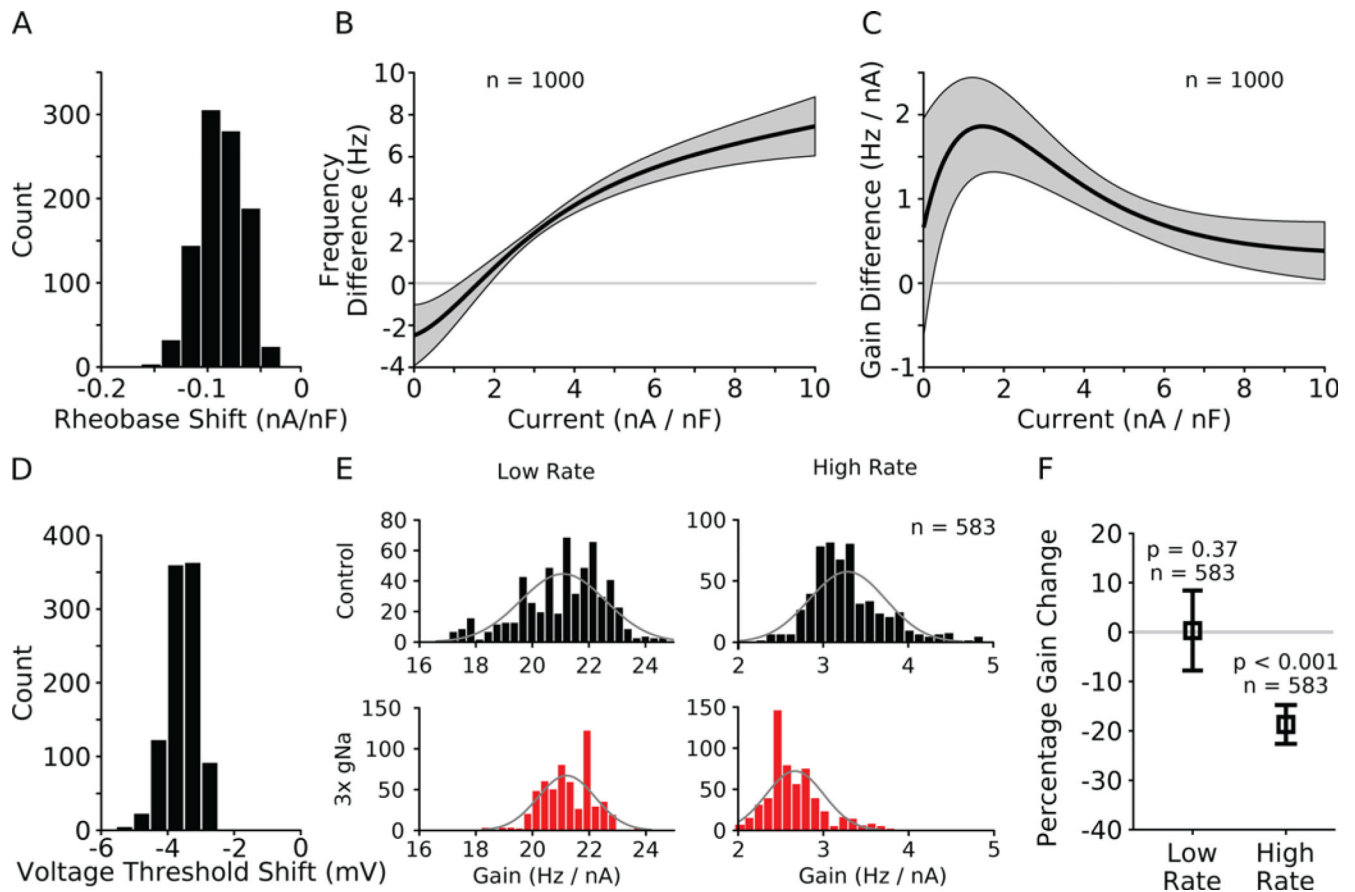 A
B
C
300
200
100
0
Count
-0.2
-0.1
0
Rheobase Shift (nA/nF)
10
8
6
4
2
0
-2
-4
Frequency
Difference (Hz)
n = 1000
0
2
4
6
8
10
Current (nA / nF)
2
1
0
-1
Gain Difference (Hz / nA)
n = 1000
0
2
4
6
8
10
Current (nA / nF)
D
E
F
Low Rate
High Rate
400
300
200
100
0
Count
-6
-4
-2
0
Voltage Threshold Shift (mV)
Control
80
60
40
20
0
16
18
20
22
24
100
50
0
n = 583
2
3
4
5
3x gNa
150
100
50
0
16
18
20
22
24
Gain (Hz / nA)
150
100
50
0
2
3
4
5
Gain (Hz / nA)
Percentage Gain Change
20
10
0
-10
-20
-30
-40
p = 0.37
n = 583
p < 0.001
n = 583
Low
Rate
High
Rate